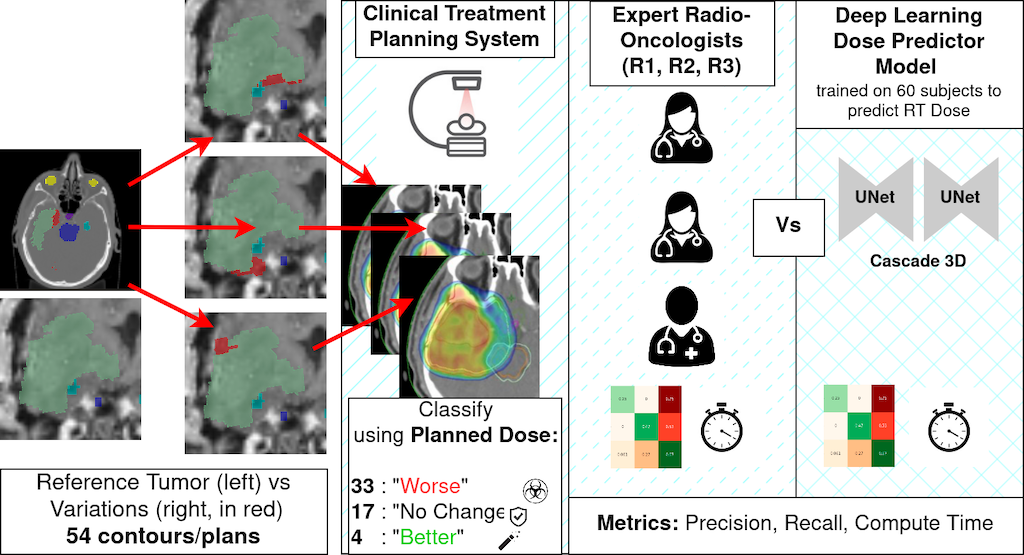 Clinical Treatment
Planning System
Expert Radio-
Oncologists
(R1, R2, R3)
Deep Learning
Dose Predictor
Model
trained on 60 subjects to
predict RT Dose
UNet
UNet
Vs
Cascade 3D
Classify
using Planned Dose:
33 : "Worse"
17 : "No Change
4 : "Better"
Reference Tumor (left) vs
Variations (right, in red)
54 contours/plans
Metrics: Precision, Recall, Compute Time